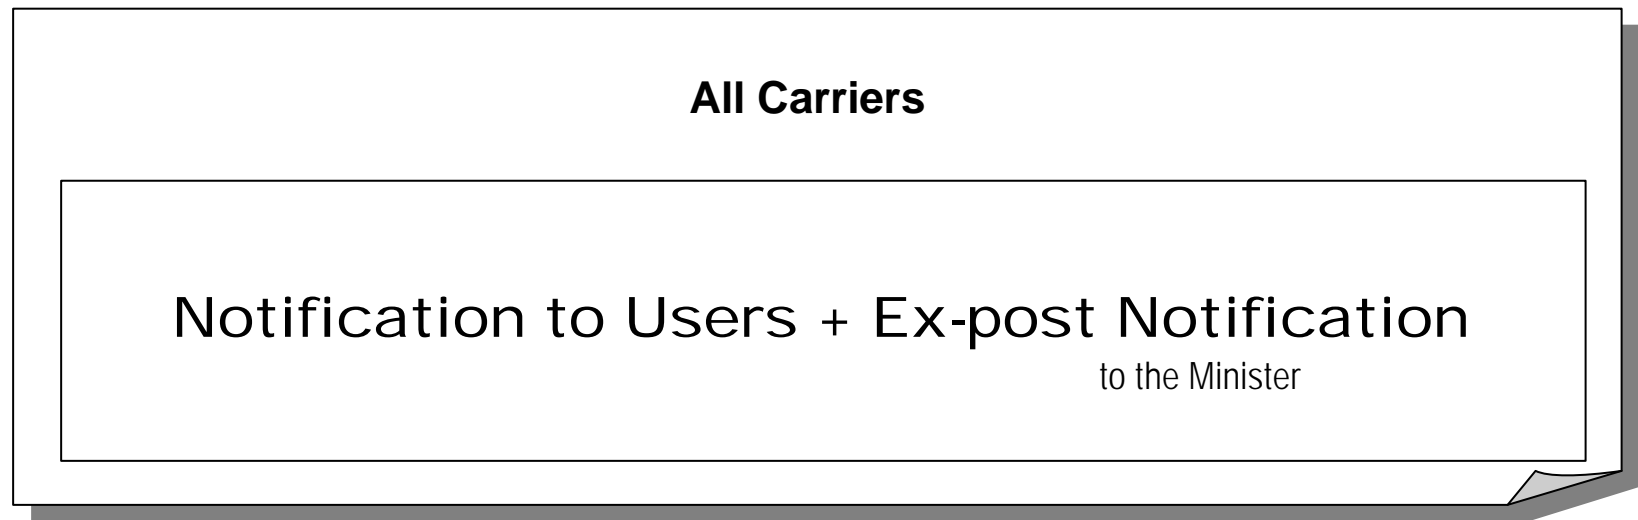 All Carriers
Notification to Users + Ex-post Notification
to the Minister